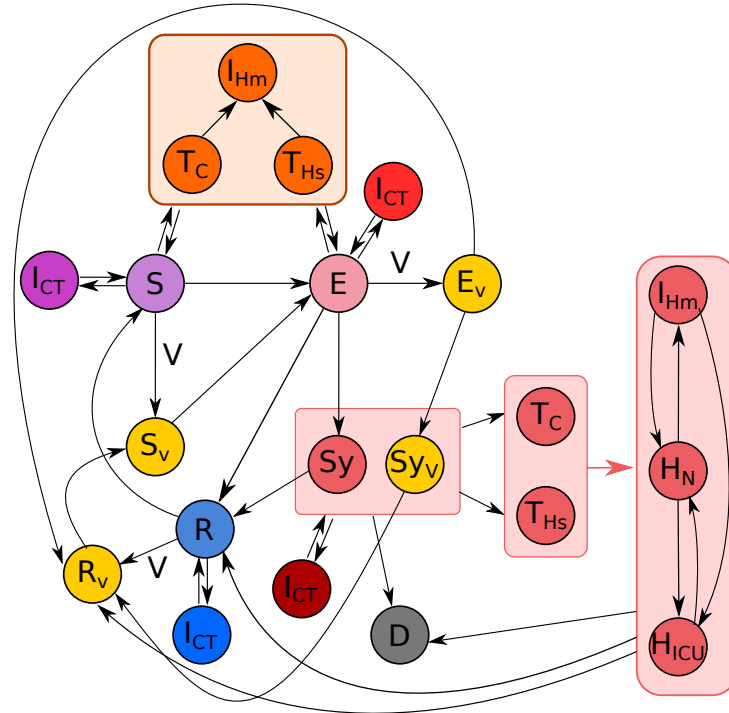 I_Hm
T_C T_Hs
I_CT
I_CT S E V E_v I_Hm
V
T_C
S_v Sy Sy_V H_N
T_Hs
R
R_v V I_CT
I_CT D H_ICU